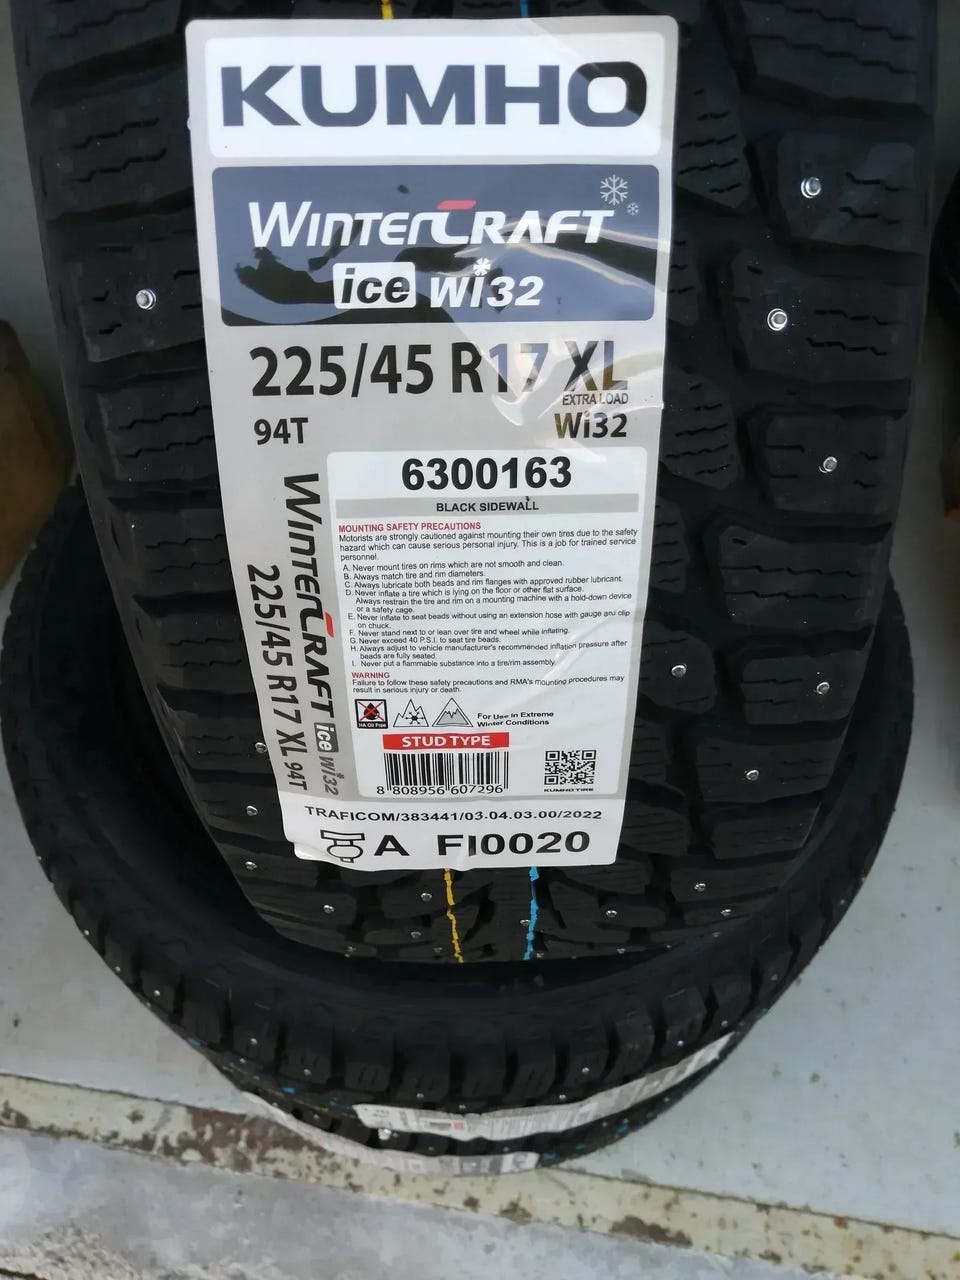 KUMHO
WINTERCRAFT
ice Wi32
225/45 R17 XL
EXTRA LOAD
94T
Wi32
6300163
BLACK SIDEWALL
MOUNTING SAFETY PRECAUTIONS
Motorists are strongly cautioned against mounting their own tires due to the safety
hazard which can cause serious personal injury. This is a job for trained service
personnel.
A. Never mount tires on rims which are not smooth and clean.
B. Always match tire and rim diameters.
C. Always lubricate both beads and rim flanges with approved rubber lubricant.
D. Never inflate a tire which is lying on the floor or other flat surface.
Always restrain the tire and rim on a mounting machine with a hold-down device
or a safety cage.
E. Never inflate to seat beads without using an extension hose with gauge and clip
on chuck.
F. Never stand next to or lean over tire and wheel while inflating.
G. Never exceed 40 P.S.I. to seat tire beads.
H. Always adjust to vehicle manufacturer's recommended inflation pressure after
beads are fully seated.
I. Never put a flammable substance into a tire/rim assembly.
WARNING
Failure to follow these safety precautions and RMA's mounting procedures may
result in serious injury or death.
HA Oil Free
For Use in Extreme
Winter Conditions
STUD TYPE
8 808956 607296
KUMHO TIRE
WINTERCRAFT ice Wi32
225/45 R17 XL 94T
TRAFICOM/383441/03.04.03.00/2022
A FI0020